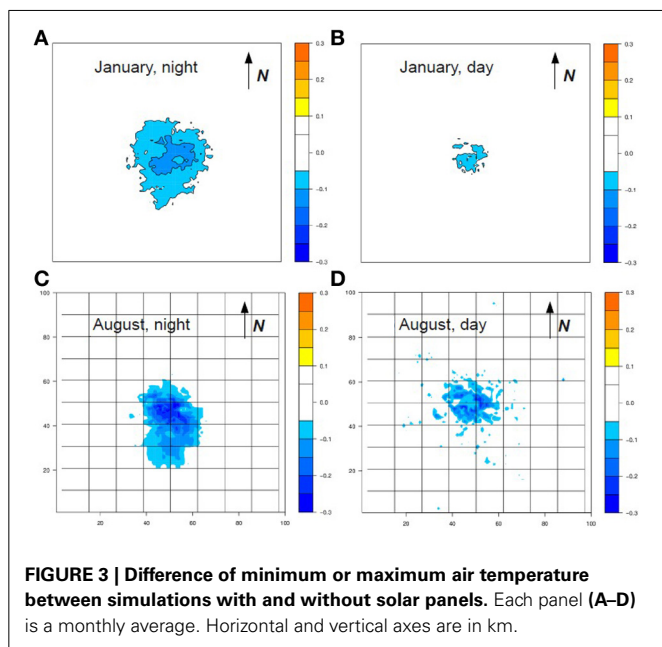 A
January, night
N
0.3
0.2
0.1
0.0
−0.1
−0.2
−0.3
B
January, day
N
0.3
0.2
0.1
0.0
−0.1
−0.2
−0.3
C
August, night
N
100
80
60
40
20
20 40 60 80 100
0.3
0.2
0.1
0.0
−0.1
−0.2
−0.3
D
August, day
N
100
80
60
40
20
20 40 60 80 100
0.3
0.2
0.1
0.0
−0.1
−0.2
−0.3
FIGURE 3 | Difference of minimum or maximum air temperature
between simulations with and without solar panels. Each panel (A–D)
is a monthly average. Horizontal and vertical axes are in km.